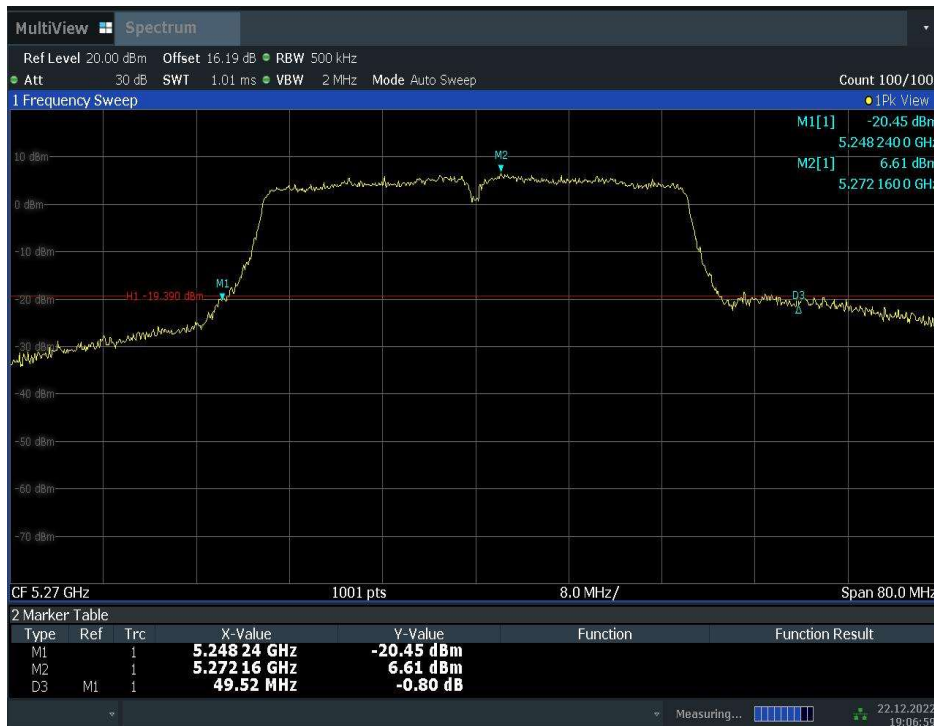 MultiView Spectrum
Ref Level 20.00 dBm Offset 16.19 dB RBW 500 kHz
Att 30 dB SWT 1.01 ms VBW 2 MHz Mode Auto Sweep Count 100/100
1 Frequency Sweep 1Pk View
M1[1] -20.45 dBm
5.248 240 0 GHz
M2[1] 6.61 dBm
5.272 160 0 GHz
M2
10 dBm
0 dBm
-10 dBm
M1
H1 -19.390 dBm
D3
-20 dBm
-30 dBm
-40 dBm
-50 dBm
-60 dBm
-70 dBm
CF 5.27 GHz 1001 pts 8.0 MHz/ Span 80.0 MHz
2 Marker Table
Type Ref Trc X-Value Y-Value Function Function Result
M1 1 5.248 24 GHz -20.45 dBm
M2 1 5.272 16 GHz 6.61 dBm
D3 M1 1 49.52 MHz -0.80 dB
Measuring... 22.12.2022
19:06:59